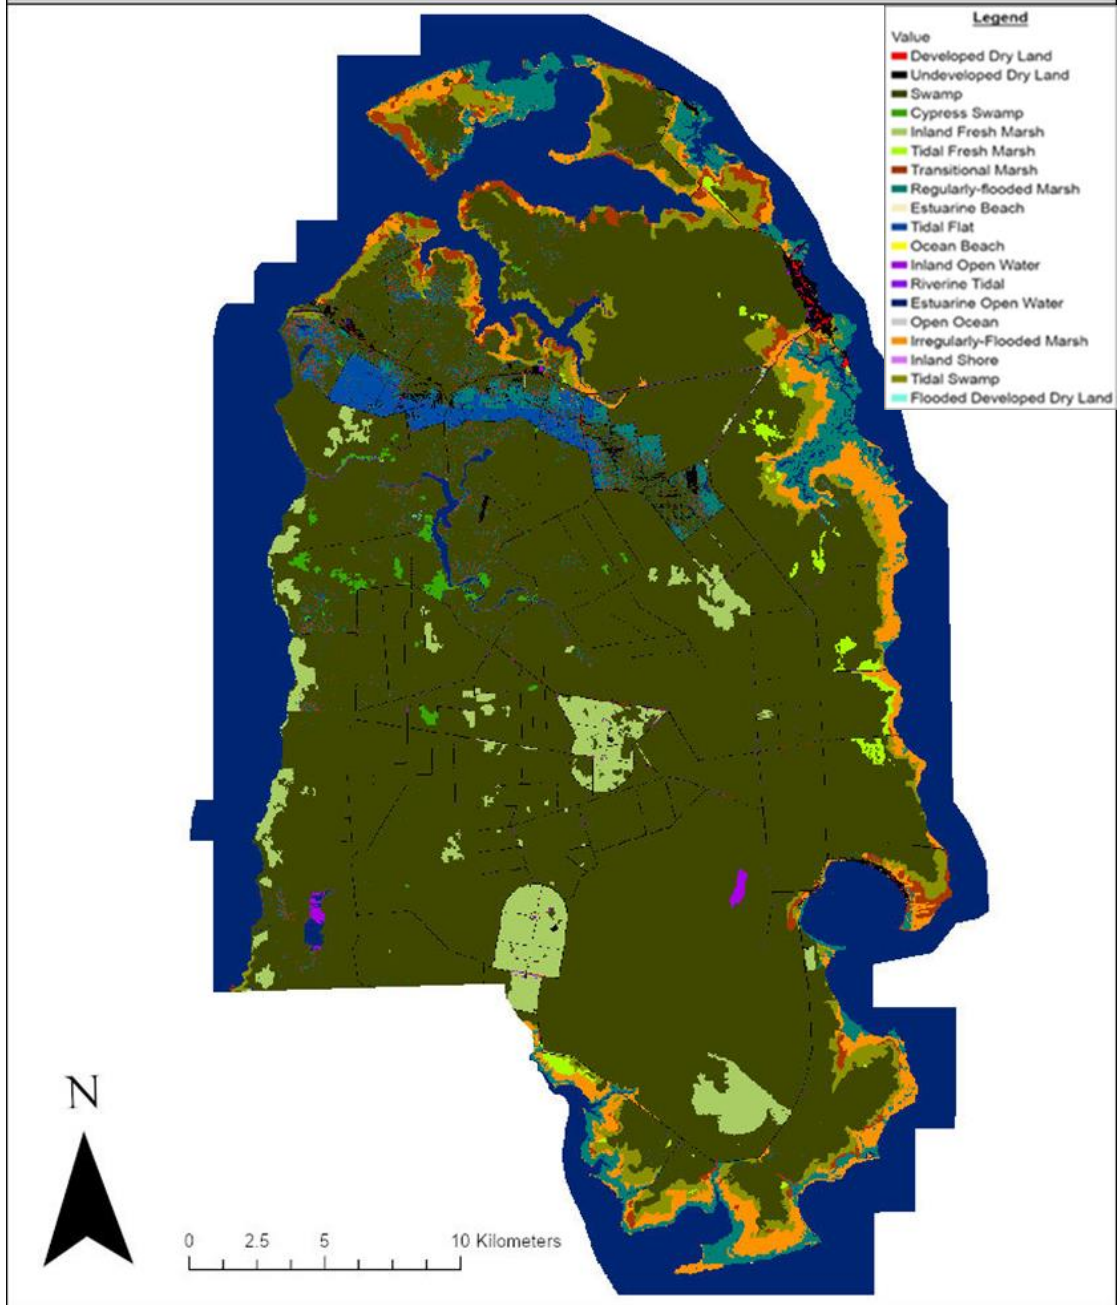 Legend
Value
Developed Dry Land
Undeveloped Dry Land
Swamp
Cypress Swamp
Inland Fresh Marsh
Tidal Fresh Marsh
Transitional Marsh
Regularly-flooded Marsh
Estuarine Beach
Tidal Flat
Ocean Beach
Inland Open Water
Riverine Tidal
Estuarine Open Water
Open Ocean
Irregularly-Flooded Marsh
Inland Shore
Tidal Swamp
Flooded Developed Dry Land
N
0 2.5 5 10 Kilometers